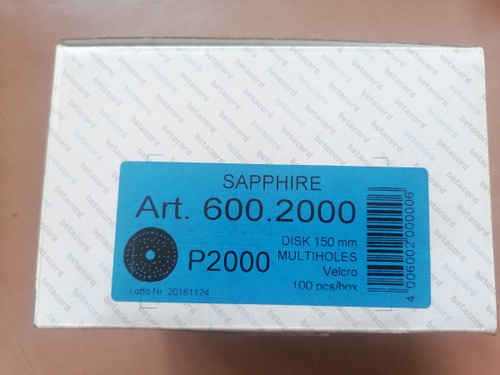 SAPPHIRE
Art. 600.2000
DISK 150 mm
P2000
MULTIHOLES
Velcro
100 pcs/box
Lotto Nr. 20161124
4 006002 000006
betacord